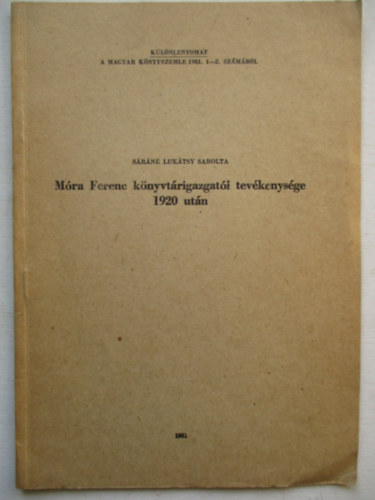 KÜLÖNLENYOMAT
A MAGYAR KÖNYVSZEMLE 1961. 1—2. SZÁMÁBÓL
SÁRÁNÉ LUKÁTSY SAROLTA
Móra Ferenc könyvtárigazgatói tevékenysége
1920 után
1961